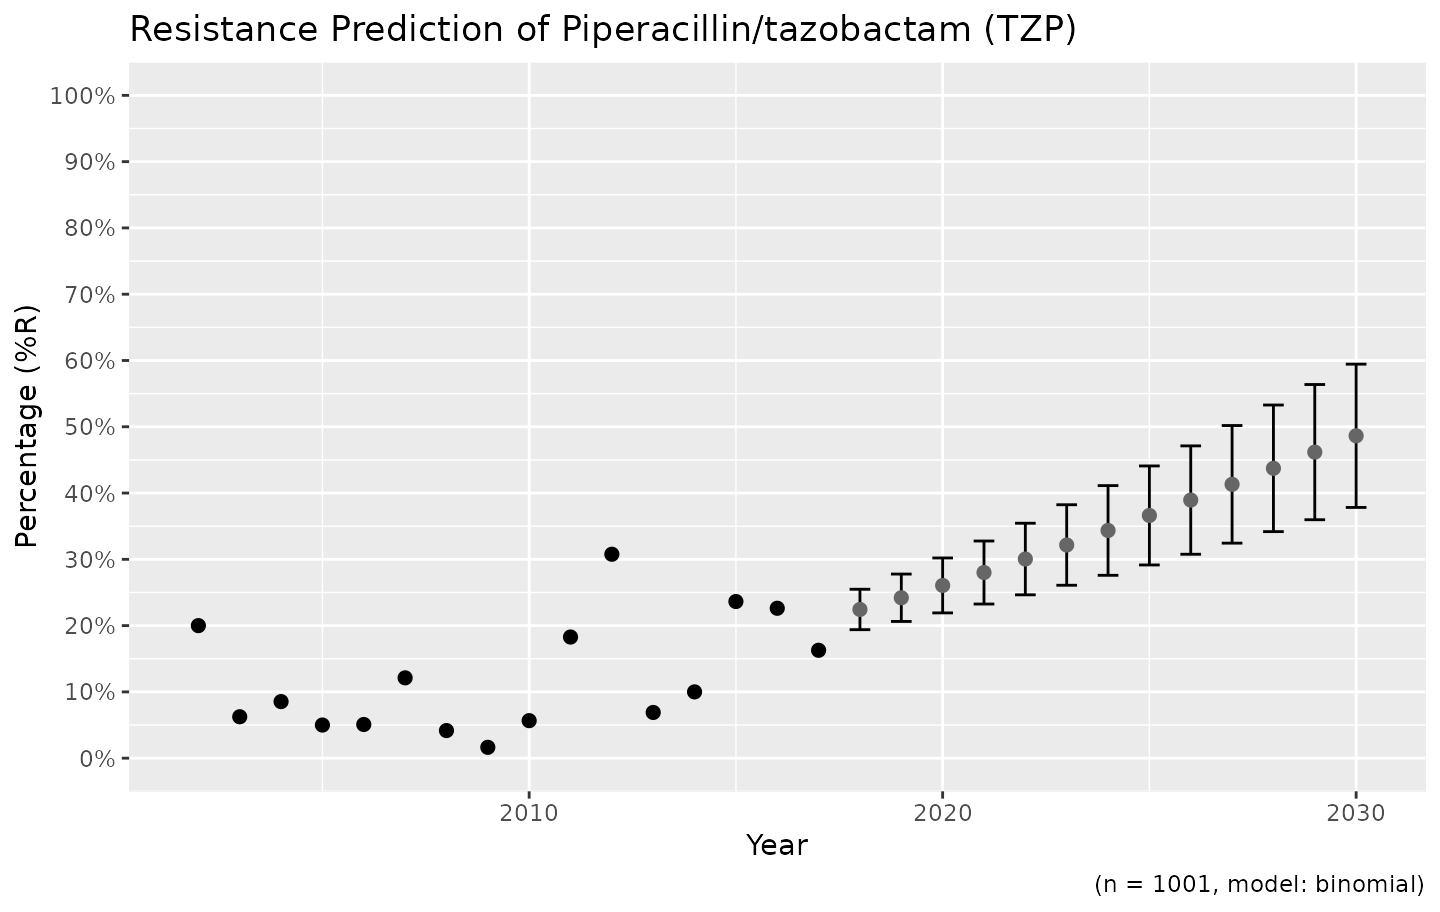 Resistance Prediction of Piperacillin/tazobactam (TZP)
100%
90%
80%
70%
60%
50%
40%
30%
20%
10%
0%
Percentage (%R)
2010 2020 2030
Year
(n = 1001, model: binomial)